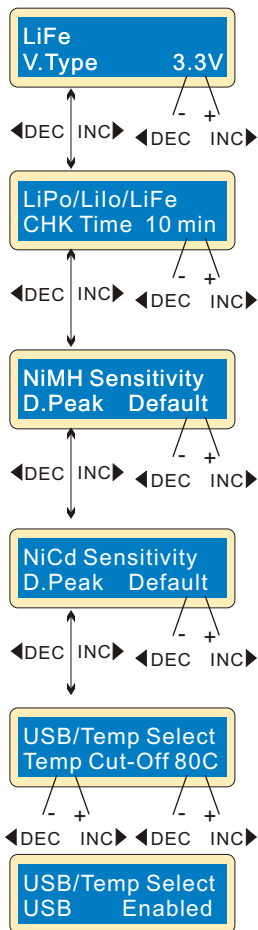 LiFe
V.Type 3.3V
- +
◀DEC INC▶ ◀DEC INC▶
LiPo/LiIo/LiFe
CHK Time 10 min
- +
◀DEC INC▶ ◀DEC INC▶
NiMH Sensitivity
D.Peak Default
- +
◀DEC INC▶ ◀DEC INC▶
NiCd Sensitivity
D.Peak Default
- +
◀DEC INC▶ ◀DEC INC▶
USB/Temp Select
Temp Cut-Off 80C
- + - +
◀DEC INC▶ ◀DEC INC▶
USB/Temp Select
USB Enabled